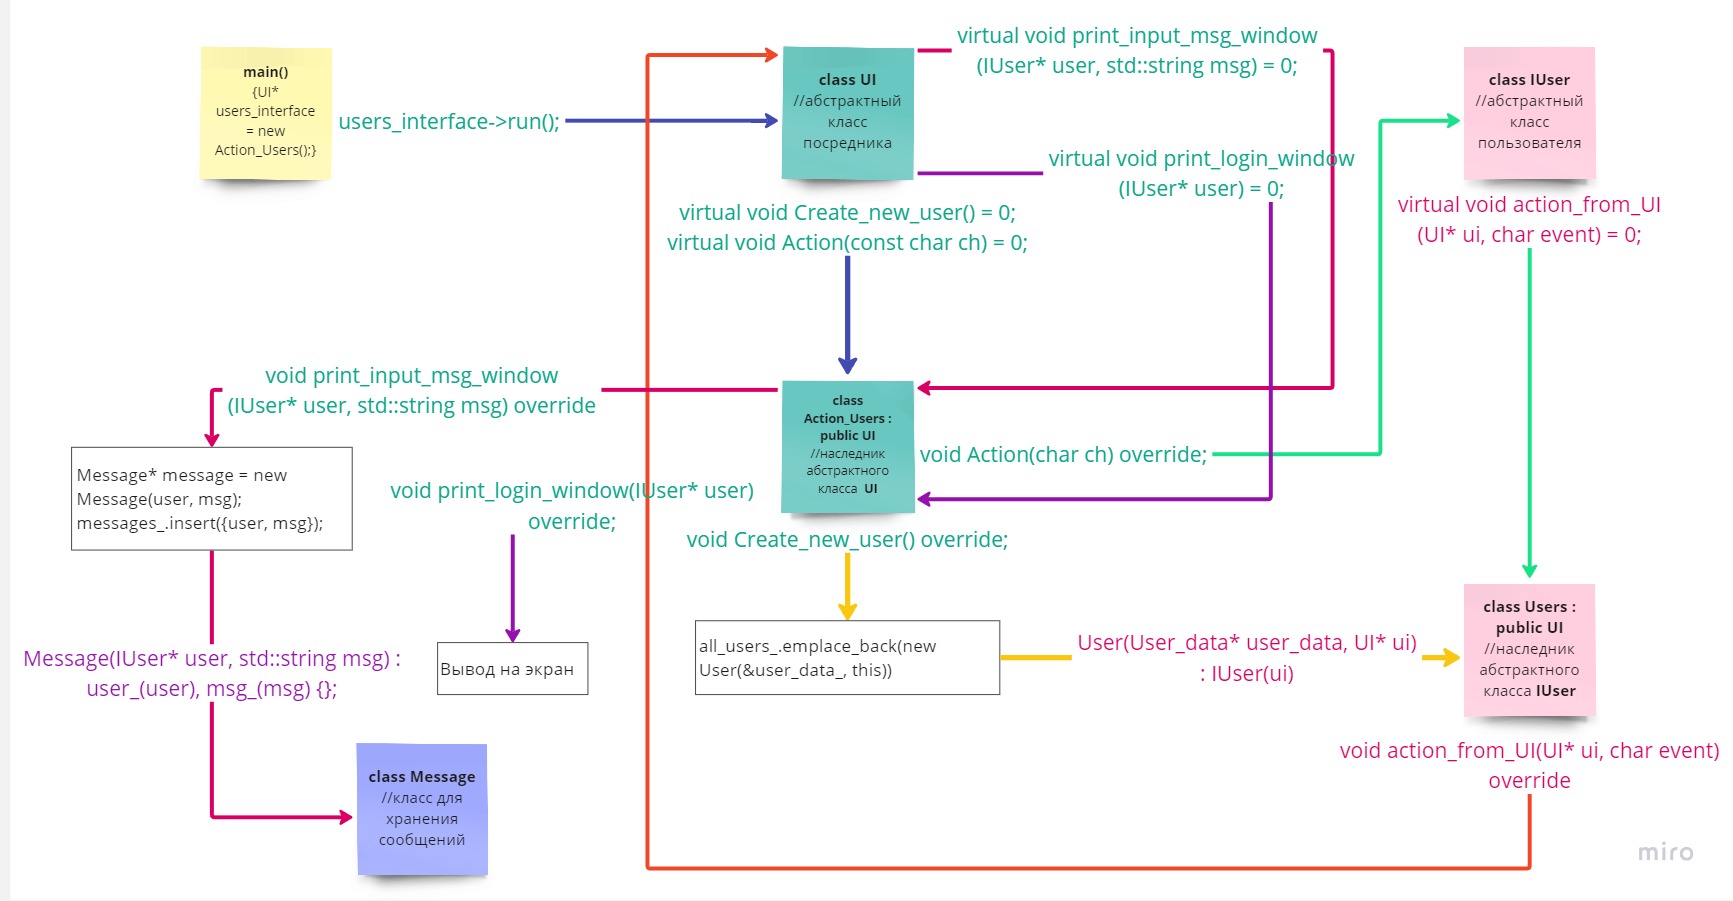 main()
{UI*
users_interface
= new
Action_Users();}
users_interface->run();
class UI
//абстрактный
класс
посредника
virtual void print_input_msg_window
(IUser* user, std::string msg) = 0;
class IUser
//абстрактный
класс
пользователя
virtual void print_login_window
(IUser* user) = 0;
virtual void Create_new_user() = 0;
virtual void Action(const char ch) = 0;
virtual void action_from_UI
(UI* ui, char event) = 0;
void print_input_msg_window
(IUser* user, std::string msg) override
class
Action_Users :
public UI
//наследник
абстрактного
класса UI
void Action(char ch) override;
Message* message = new
Message(user, msg);
messages_.insert({user, msg});
void print_login_window(IUser* user)
override;
void Create_new_user() override;
Message(IUser* user, std::string msg) :
user_(user), msg_(msg) {};
Вывод на экран
all_users_.emplace_back(new
User(&user_data_, this))
User(User_data* user_data, UI* ui)
: IUser(ui)
class Users :
public UI
//наследник
абстрактного
класса IUser
void action_from_UI(UI* ui, char event)
override
class Message
//класс для
хранения
сообщений
miro